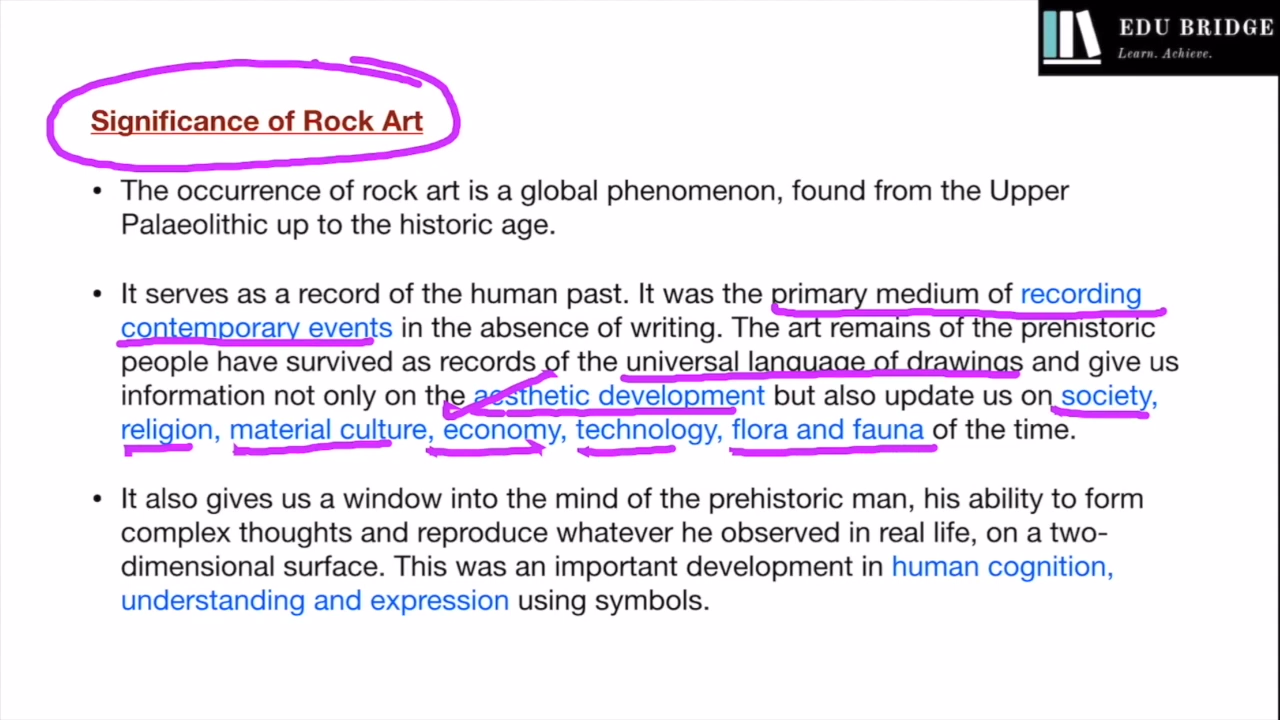 EDU BRIDGE
Learn. Achieve.
Significance of Rock Art
• The occurrence of rock art is a global phenomenon, found from the Upper
Palaeolithic up to the historic age.
• It serves as a record of the human past. It was the primary medium of recording
contemporary events in the absence of writing. The art remains of the prehistoric
people have survived as records of the universal language of drawings and give us
information not only on the aesthetic development but also update us on society,
religion, material culture, economy, technology, flora and fauna of the time.
• It also gives us a window into the mind of the prehistoric man, his ability to form
complex thoughts and reproduce whatever he observed in real life, on a two-
dimensional surface. This was an important development in human cognition,
understanding and expression using symbols.